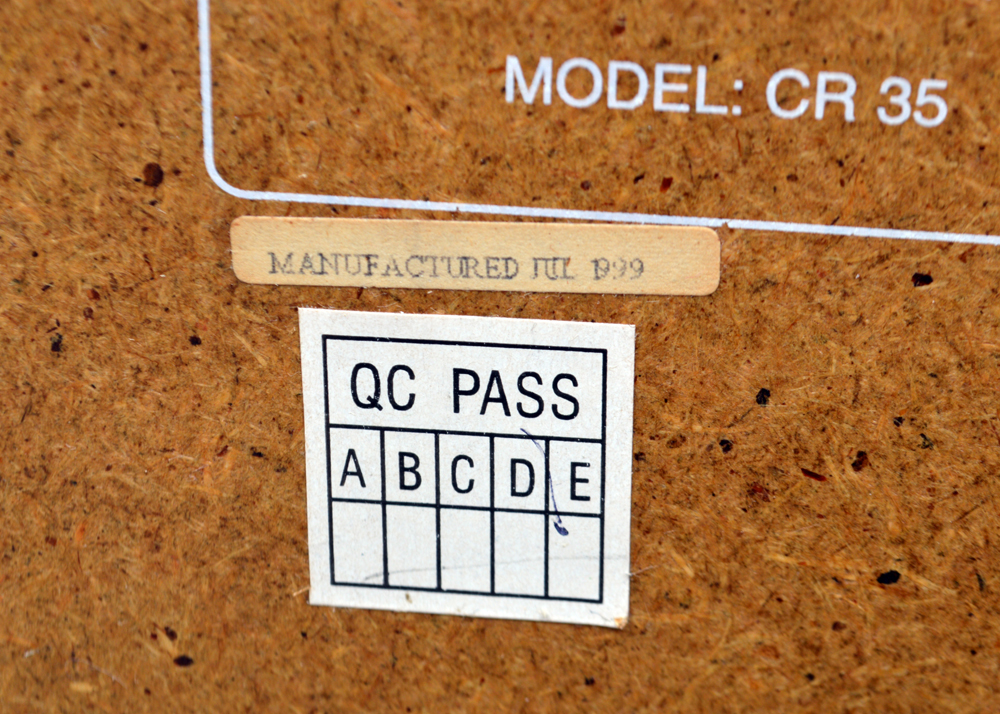 MODEL: CR 35
MANUFACTURED JUL 1999
QC PASS
A B C D E